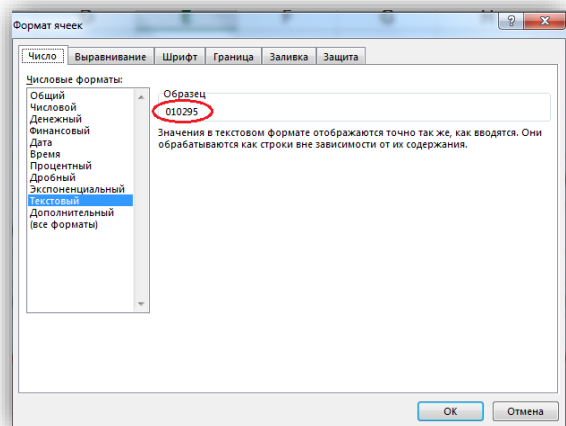 Формат ячеек
Число Выравнивание Шрифт Граница Заливка Защита
Числовые форматы:
Общий
Числовой
Денежный
Финансовый
Дата
Время
Процентный
Дробный
Экспоненциальный
Текстовый
Дополнительный
(все форматы)
Образец
010295
Значения в текстовом формате отображаются точно так же, как вводятся. Они
обрабатываются как строки вне зависимости от их содержания.
ОК Отмена